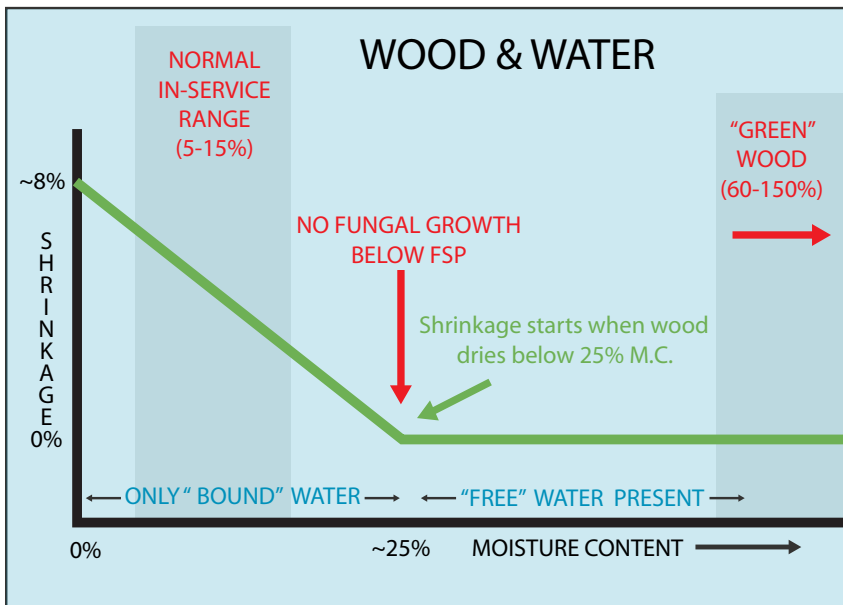 WOOD & WATER
NORMAL
IN-SERVICE
RANGE
(5-15%)
"GREEN"
WOOD
(60-150%)
~8%
SHRINKAGE
0%
NO FUNGAL GROWTH
BELOW FSP
Shrinkage starts when wood
dries below 25% M.C.
ONLY “ BOUND” WATER
“FREE” WATER PRESENT
0%
~25%
MOISTURE CONTENT